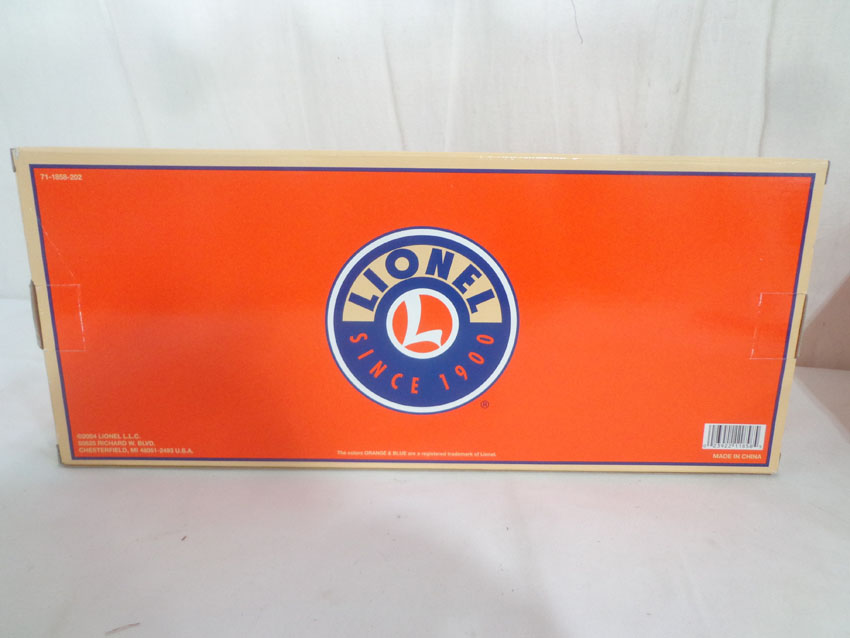 71-1858-202
LIONEL
L
SINCE 1900
®
©2004 LIONEL L.L.C.
RICHARD W. BLVD.
CHESTERFIELD, MI 48051-2493 U.S.A.
The colors ORANGE & BLUE are a registered trademark of Lionel.
MADE IN CHINA